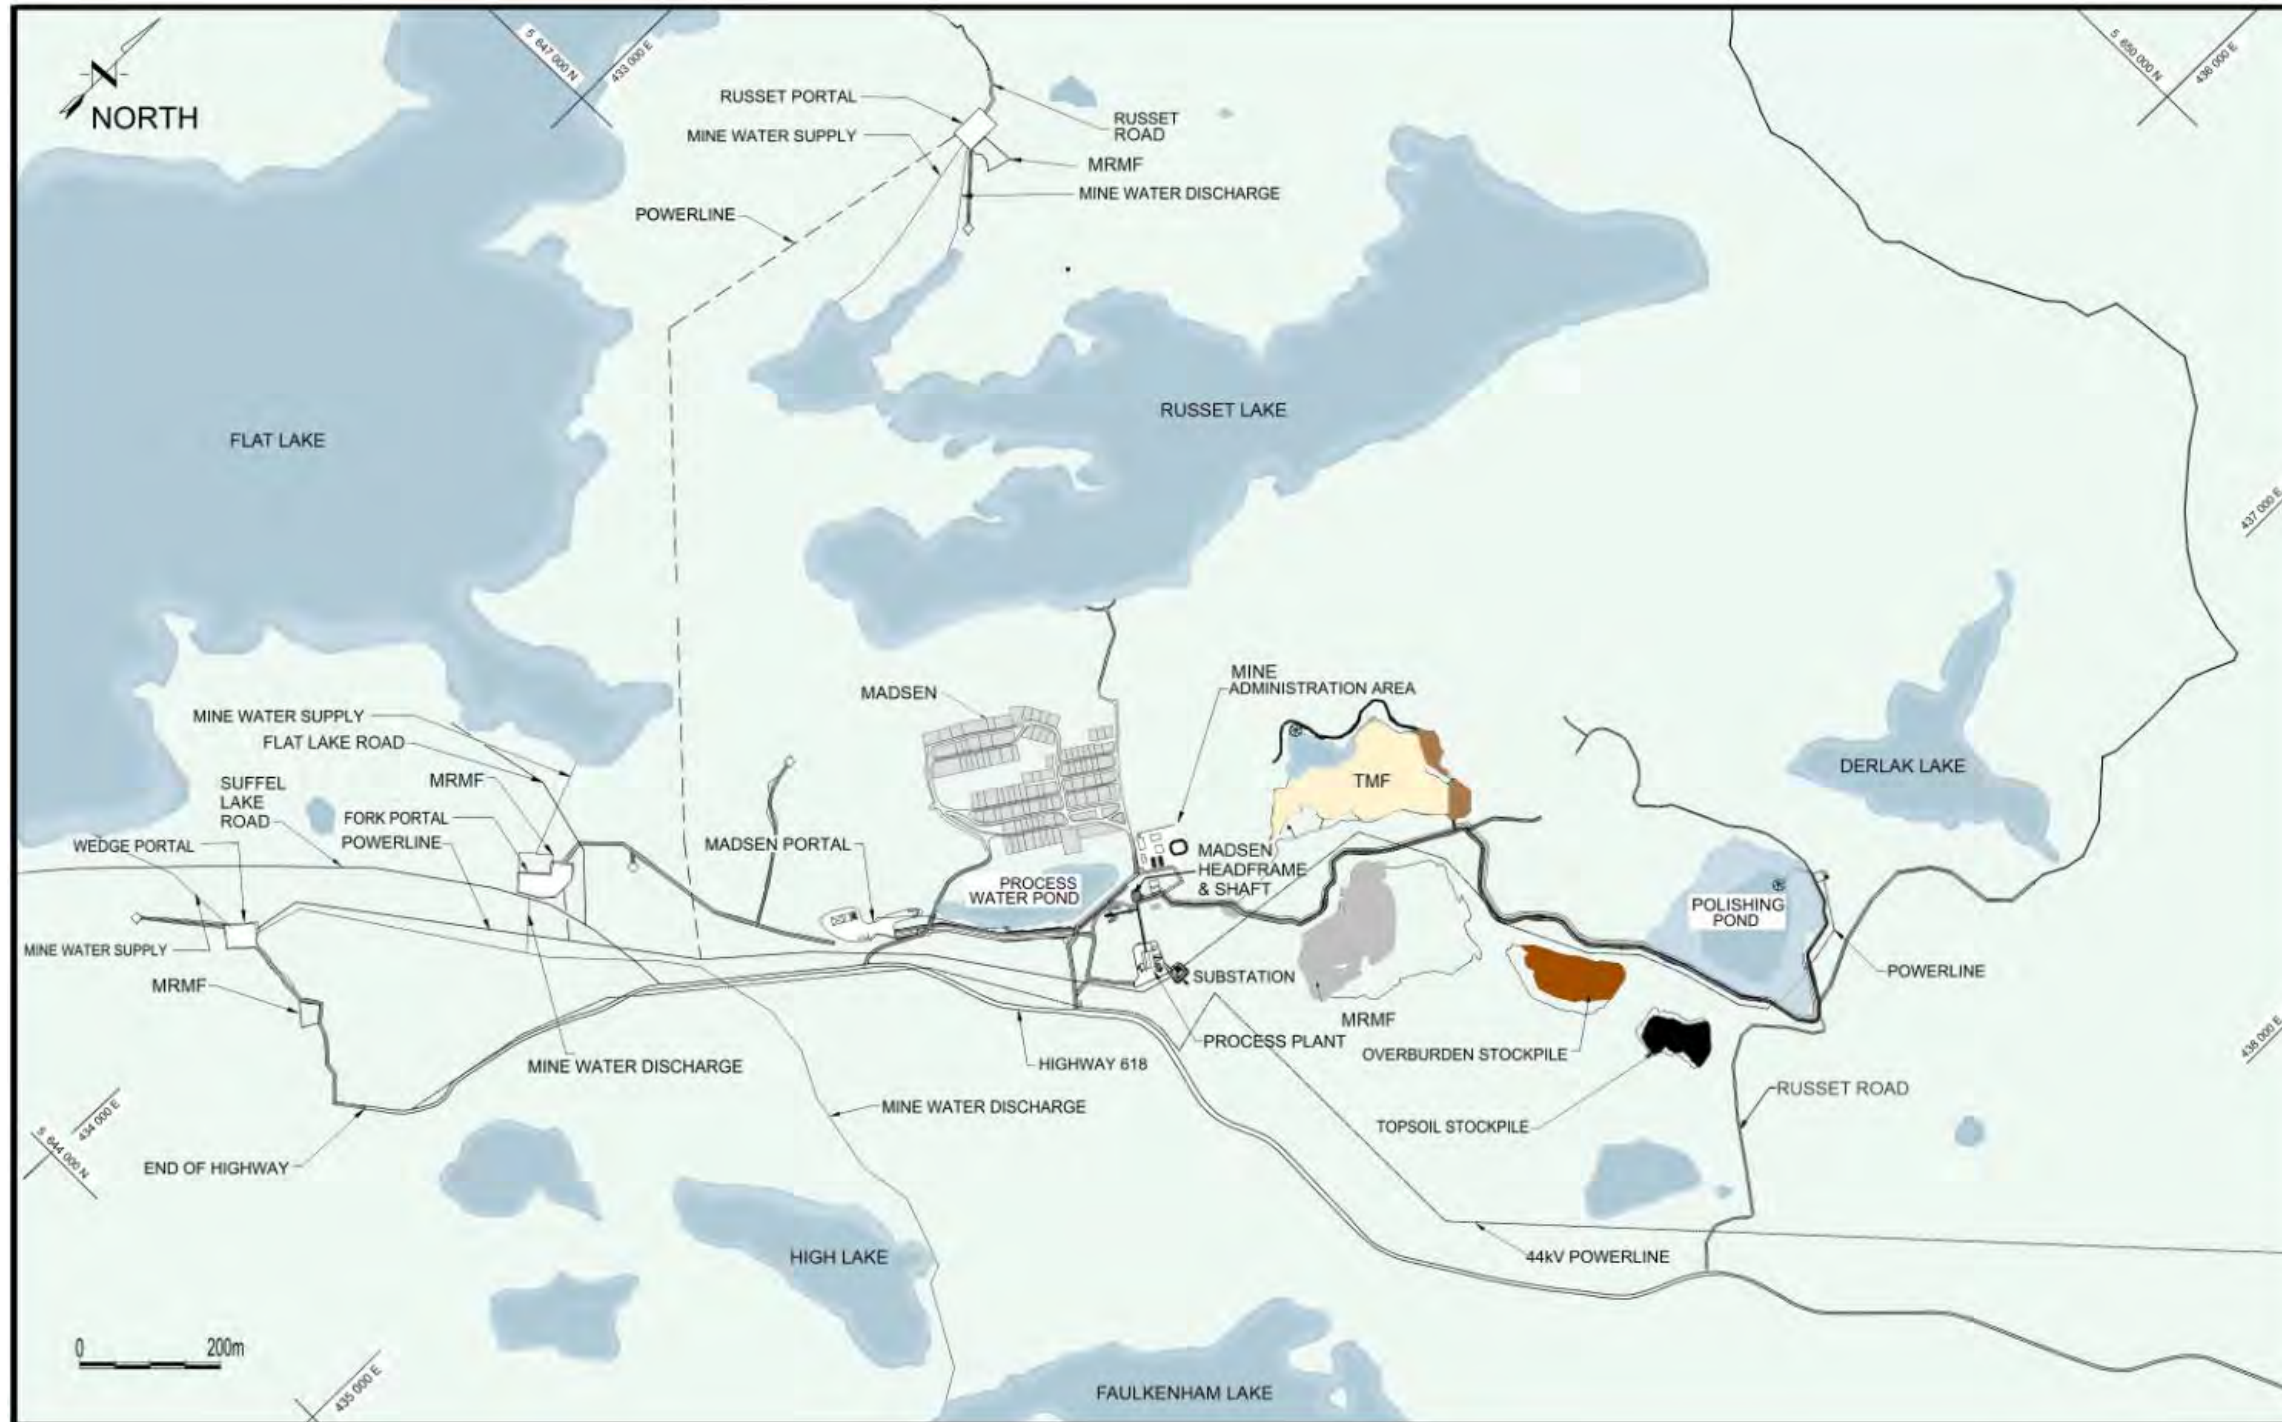 5 647 000 N
433 000 E
5 650 000 N
436 000 E
N
NORTH
RUSSET PORTAL
MINE WATER SUPPLY
RUSSET
ROAD
MRMF
MINE WATER DISCHARGE
POWERLINE
FLAT LAKE
RUSSET LAKE
437 000 E
MINE WATER SUPPLY
FLAT LAKE ROAD
MRMF
SUFFEL
LAKE
ROAD
FORK PORTAL
POWERLINE
WEDGE PORTAL
MINE WATER SUPPLY
MRMF
MADSEN
MADSEN PORTAL
PROCESS
WATER POND
MINE
ADMINISTRATION AREA
MADSEN
HEADFRAME
& SHAFT
TMF
DERLAK LAKE
POLISHING
POND
POWERLINE
SUBSTATION
MRMF
PROCESS PLANT
OVERBURDEN STOCKPILE
HIGHWAY 618
MINE WATER DISCHARGE
MINE WATER DISCHARGE
TOPSOIL STOCKPILE
RUSSET ROAD
438 000 E
434 000 E
5 644 000 N
END OF HIGHWAY
HIGH LAKE
44kV POWERLINE
0
200m
435 000 E
FAULKENHAM LAKE